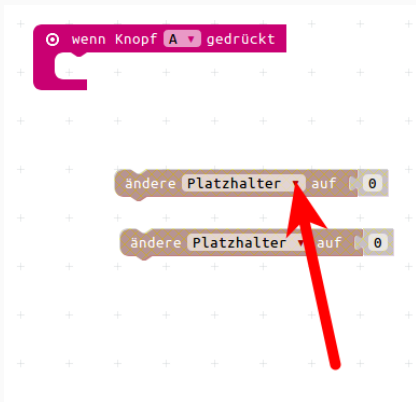 wenn Knopf A gedrückt
ändere Platzhalter auf 0
ändere Platzhalter auf 0